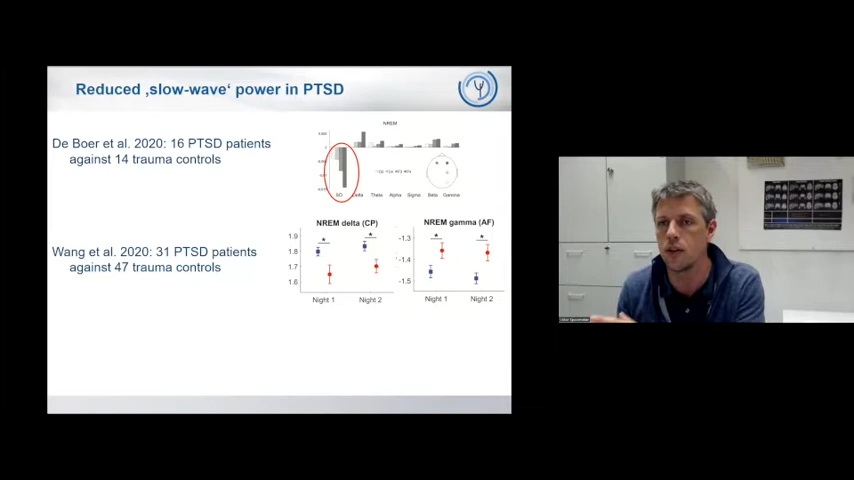 Reduced ‚slow-wave‘ power in PTSD
De Boer et al. 2020: 16 PTSD patients
against 14 trauma controls
NREM
SO Delta Theta Alpha Sigma Beta Gamma
Wang et al. 2020: 31 PTSD patients
against 47 trauma controls
NREM delta (CP)
1.9
1.8
1.7
1.6
* *
Night 1 Night 2
NREM gamma (AF)
-1.3
-1.4
-1.5
* *
Night 1 Night 2